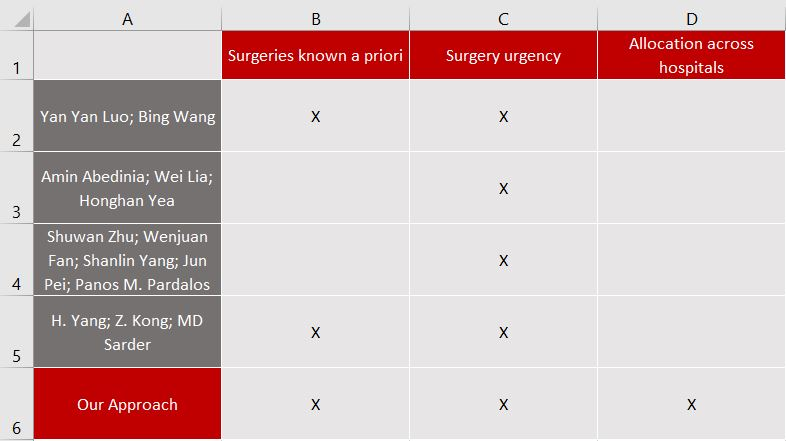 A B C D
1 Surgeries known a priori Surgery urgency Allocation across
hospitals
2 Yan Yan Luo; Bing Wang X X
3 Amin Abedinia; Wei Lia;
Honghan Yea X
4 Shuwan Zhu; Wenjuan
Fan; Shanlin Yang; Jun
Pei; Panos M. Pardalos X
5 H. Yang; Z. Kong; MD
Sarder X X
6 Our Approach X X X